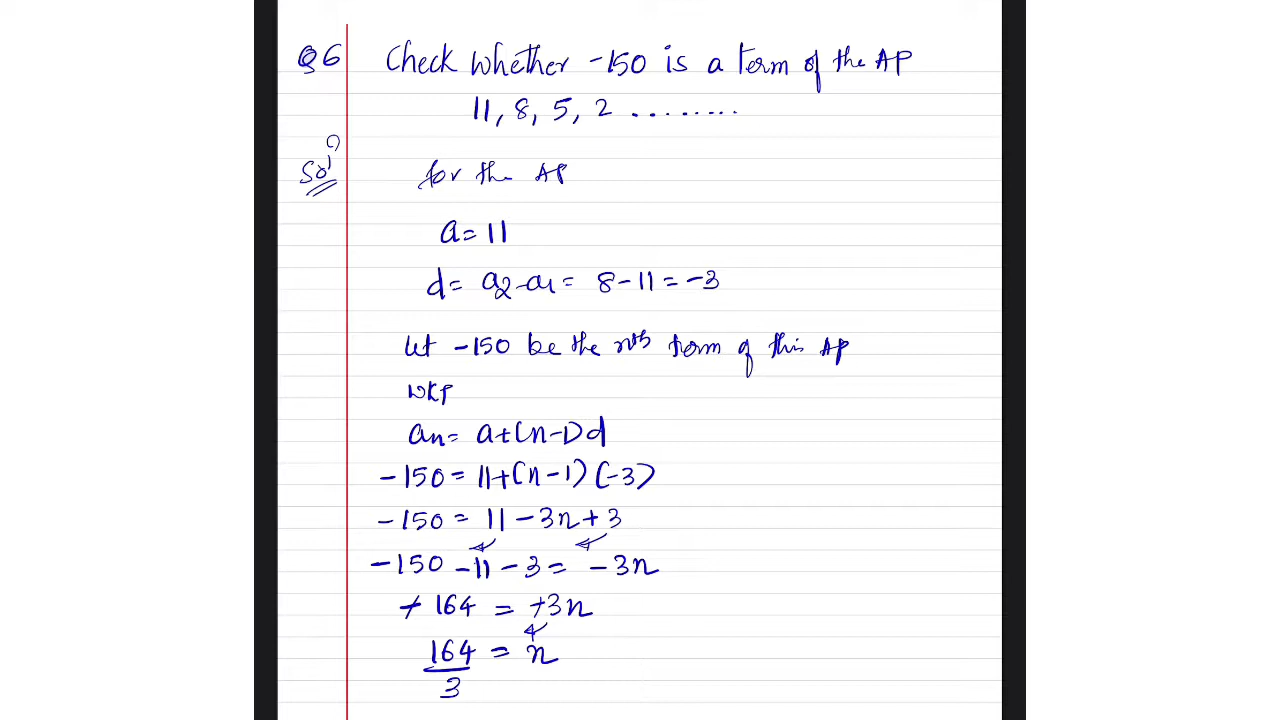 Q6 Check whether -150 is a term of the AP
11, 8, 5, 2 ........
Sol^n for the AP
a = 11
d = a2 - a1 = 8 - 11 = -3
Let -150 be the nth term of this AP
WKT
an = a + (n-1)d
-150 = 11 + (n-1)(-3)
-150 = 11 - 3n + 3
-150 - 11 - 3 = -3n
+ 164 = +3n
164/3 = n